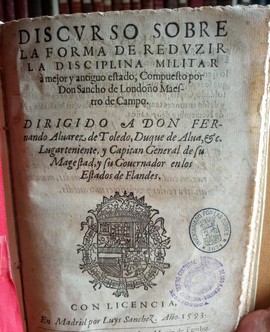 DISCVRSO SOBRE
LA FORMA DE REDVZIR
LA DISCIPLINA MILITAR
à mejor y antiguo estado; Compuesto por
Don Sancho de Londoño Maes-
tro de Campo.
DIRIGIDO A DON FER-
nando Aluarez de Toledo, Duque de Alua, &c.
Lugarteniente, y Capitan General de su
Magestad, y su Gouernador en los
Estados de Flandes.
CON LICENCIA,
En Madrid por Luys Sanchez. Año. 1593.